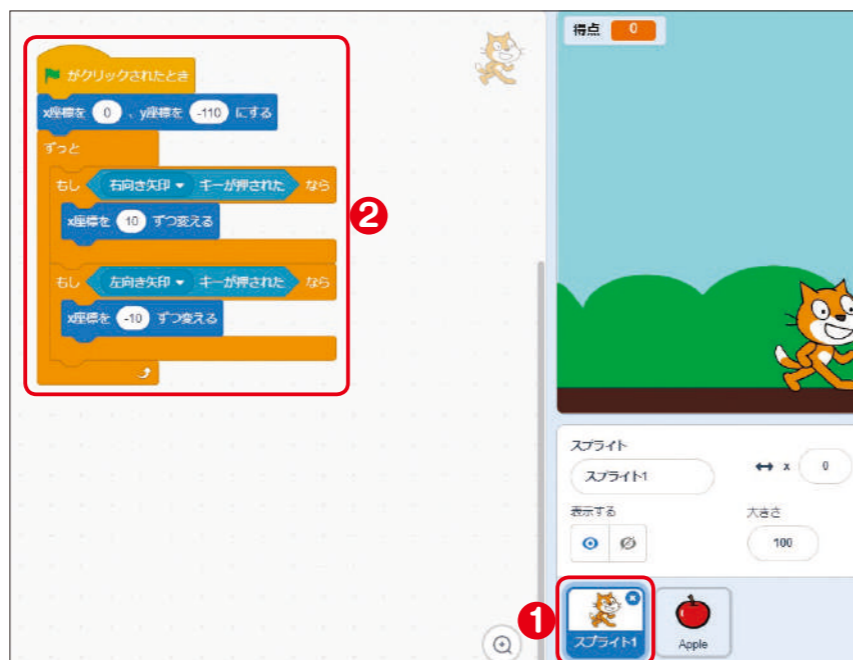 がクリックされたとき
x座標を 0 、y座標を -110 にする
ずっと
もし 右向き矢印 キーが押された なら
x座標を 10 ずつ変える
もし 左向き矢印 キーが押された なら
x座標を -10 ずつ変える
❷
得点 0
スプライト
スプライト1 x 0
表示する 大きさ
100
❶
スプライト1 Apple